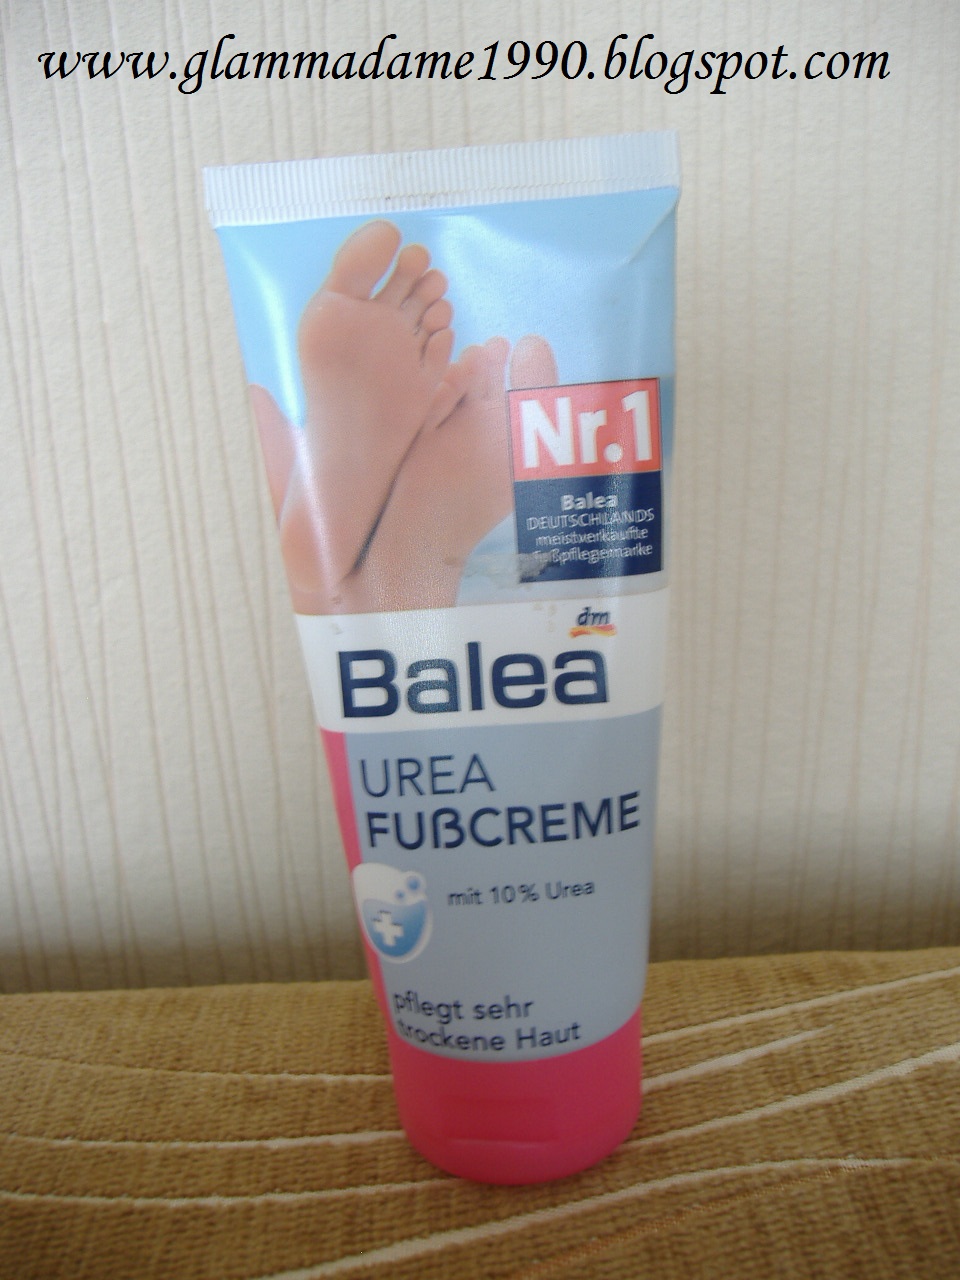 www.glammadame1990.blogspot.com
Nr.1
Balea
DEUTSCHLANDS
meistverkaufte
Fußpflegemarke
dm
Balea
UREA
FUßCREME
mit 10% Urea
pflegt sehr
trockene Haut